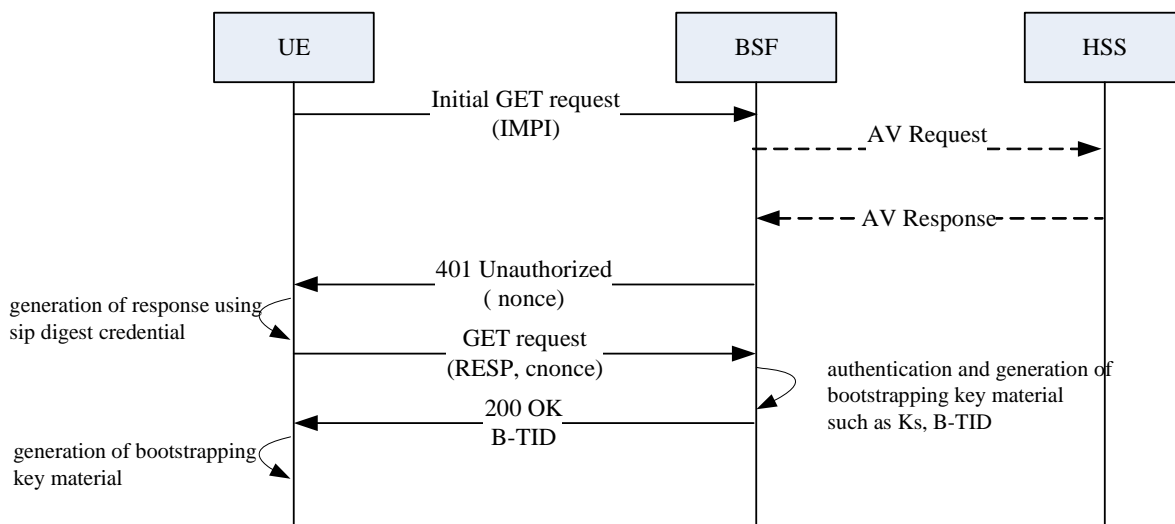 UE
BSF
HSS
Initial GET request
(IMPI)
AV Request
AV Response
401 Unauthorized
( nonce)
generation of response using
sip digest credential
GET request
(RESP, cnonce)
authentication and generation of
bootstrapping key material
such as Ks, B-TID
200 OK
B-TID
generation of bootstrapping
key material